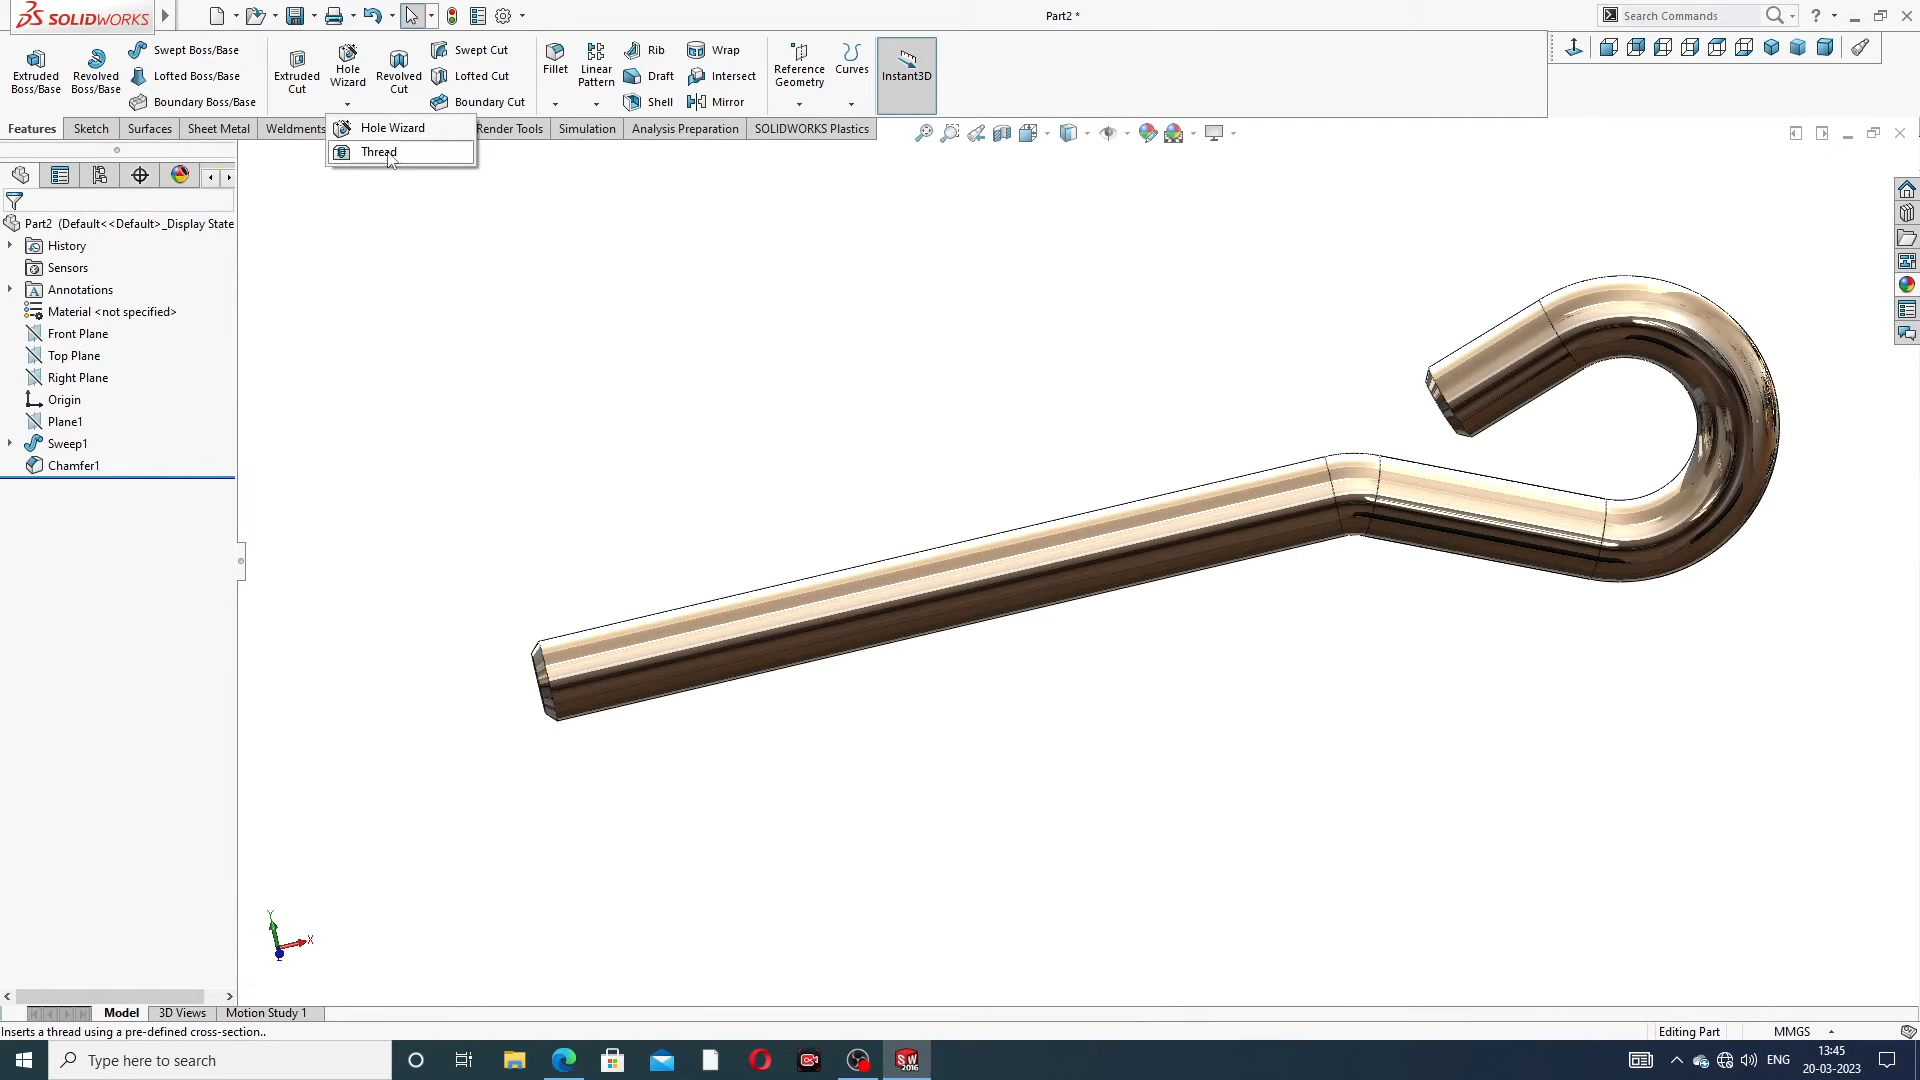 SOLIDWORKS
Part2 *
Search Commands
Extruded Boss/Base
Revolved Boss/Base
Swept Boss/Base
Lofted Boss/Base
Boundary Boss/Base
Extruded Cut
Hole Wizard
Revolved Cut
Swept Cut
Lofted Cut
Boundary Cut
Fillet
Linear Pattern
Rib
Draft
Shell
Wrap
Intersect
Mirror
Reference Geometry
Curves
Instant3D
Features
Sketch
Surfaces
Sheet Metal
Weldments
Render Tools
Simulation
Analysis Preparation
SOLIDWORKS Plastics
Hole Wizard
Thread
Part2 (Default<<Default>_Display State
History
Sensors
Annotations
Material <not specified>
Front Plane
Top Plane
Right Plane
Origin
Plane1
Sweep1
Chamfer1
Y
X
Z
Model
3D Views
Motion Study 1
Inserts a thread using a pre-defined cross-section..
Editing Part
MMGS
Type here to search
SW
2016
ENG
13:45
20-03-2023